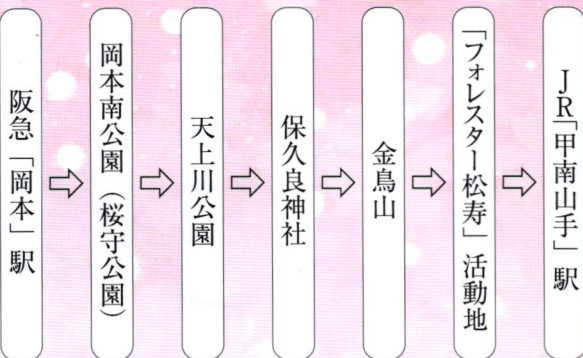 阪急「岡本」駅
⇨
岡本南公園（桜守公園）
⇨
天上川公園
⇨
保久良神社
⇨
金鳥山
⇨
「フォレスター松寿」活動地
⇨
JR「甲南山手」駅